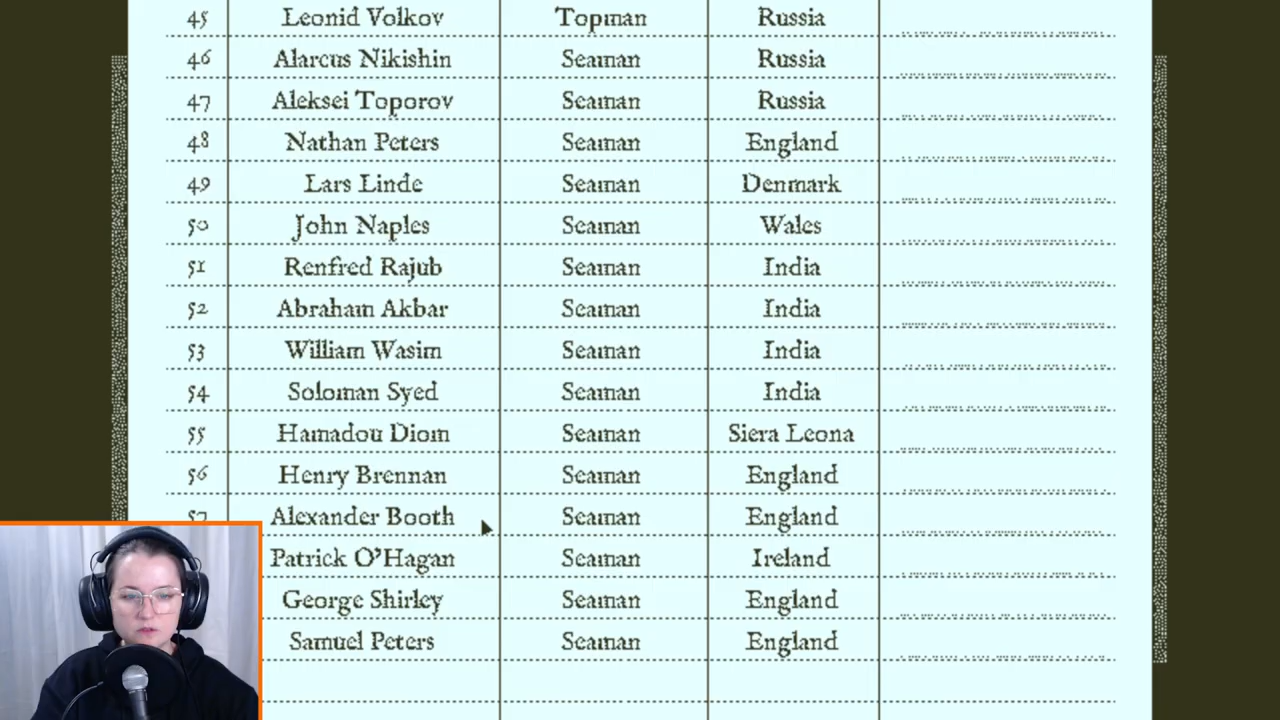 45 Leonid Volkov Topman Russia
46 Alarcus Nikishin Seaman Russia
47 Aleksei Toporov Seaman Russia
48 Nathan Peters Seaman England
49 Lars Linde Seaman Denmark
50 John Naples Seaman Wales
51 Renfred Rajub Seaman India
52 Abraham Akbar Seaman India
53 William Wasim Seaman India
54 Soloman Syed Seaman India
55 Hamadou Diom Seaman Siera Leona
56 Henry Brennan Seaman England
57 Alexander Booth Seaman England
Patrick O'Hagan Seaman Ireland
George Shirley Seaman England
Samuel Peters Seaman England